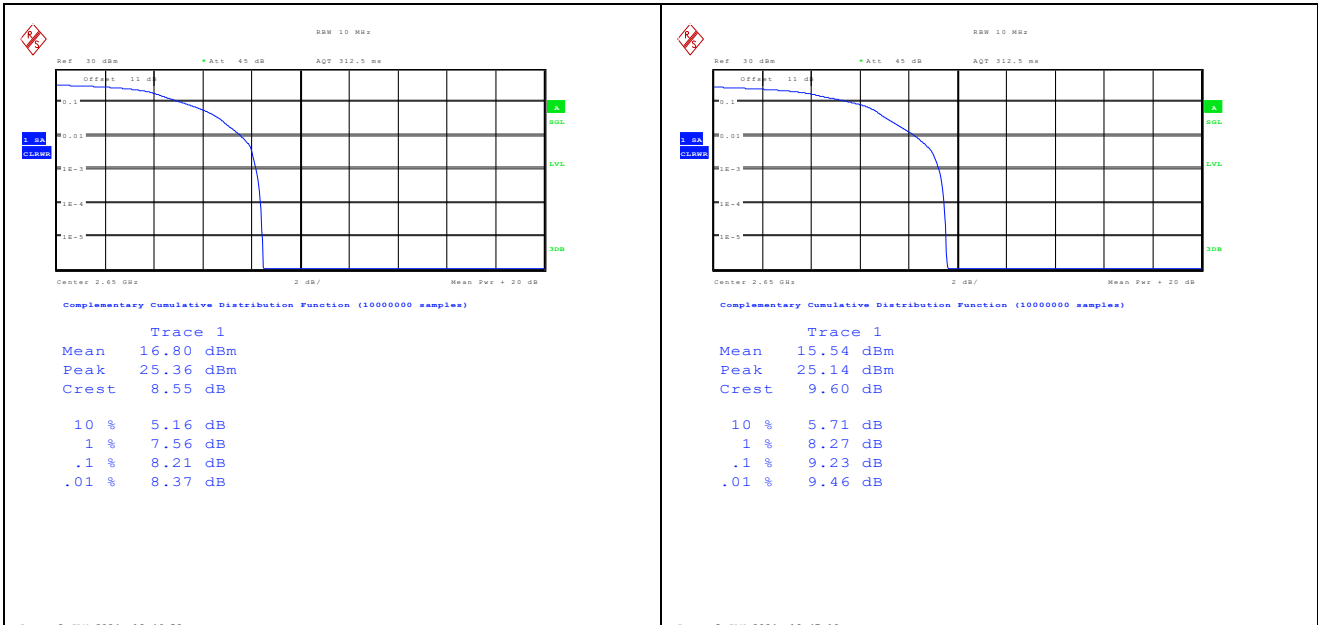 RBW 10 MHz
Ref 30 dBm * Att 45 dB AQT 312.5 ms
Offset 11 dB
0.1
A
SGL
0.01
1 SA
CLRWR
1E-3
LVL
1E-4
1E-5
3DB
Center 2.65 GHz 2 dB/ Mean Pwr + 20 dB
Complementary Cumulative Distribution Function (10000000 samples)
Trace 1
Mean 16.80 dBm
Peak 25.36 dBm
Crest 8.55 dB
10 % 5.16 dB
1 % 7.56 dB
.1 % 8.21 dB
.01 % 8.37 dB
RBW 10 MHz
Ref 30 dBm * Att 45 dB AQT 312.5 ms
Offset 11 dB
0.1
A
SGL
0.01
1 SA
CLRWR
1E-3
LVL
1E-4
1E-5
3DB
Center 2.65 GHz 2 dB/ Mean Pwr + 20 dB
Complementary Cumulative Distribution Function (10000000 samples)
Trace 1
Mean 15.54 dBm
Peak 25.14 dBm
Crest 9.60 dB
10 % 5.71 dB
1 % 8.27 dB
.1 % 9.23 dB
.01 % 9.46 dB